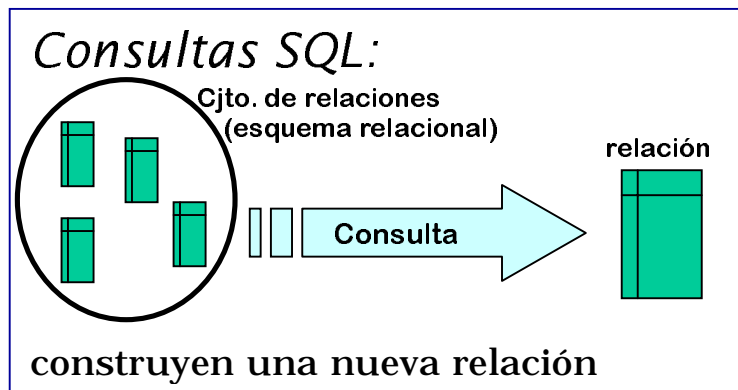 Consultas SQL:
Cjto. de relaciones
(esquema relacional)
relación
Consulta
construyen una nueva relación